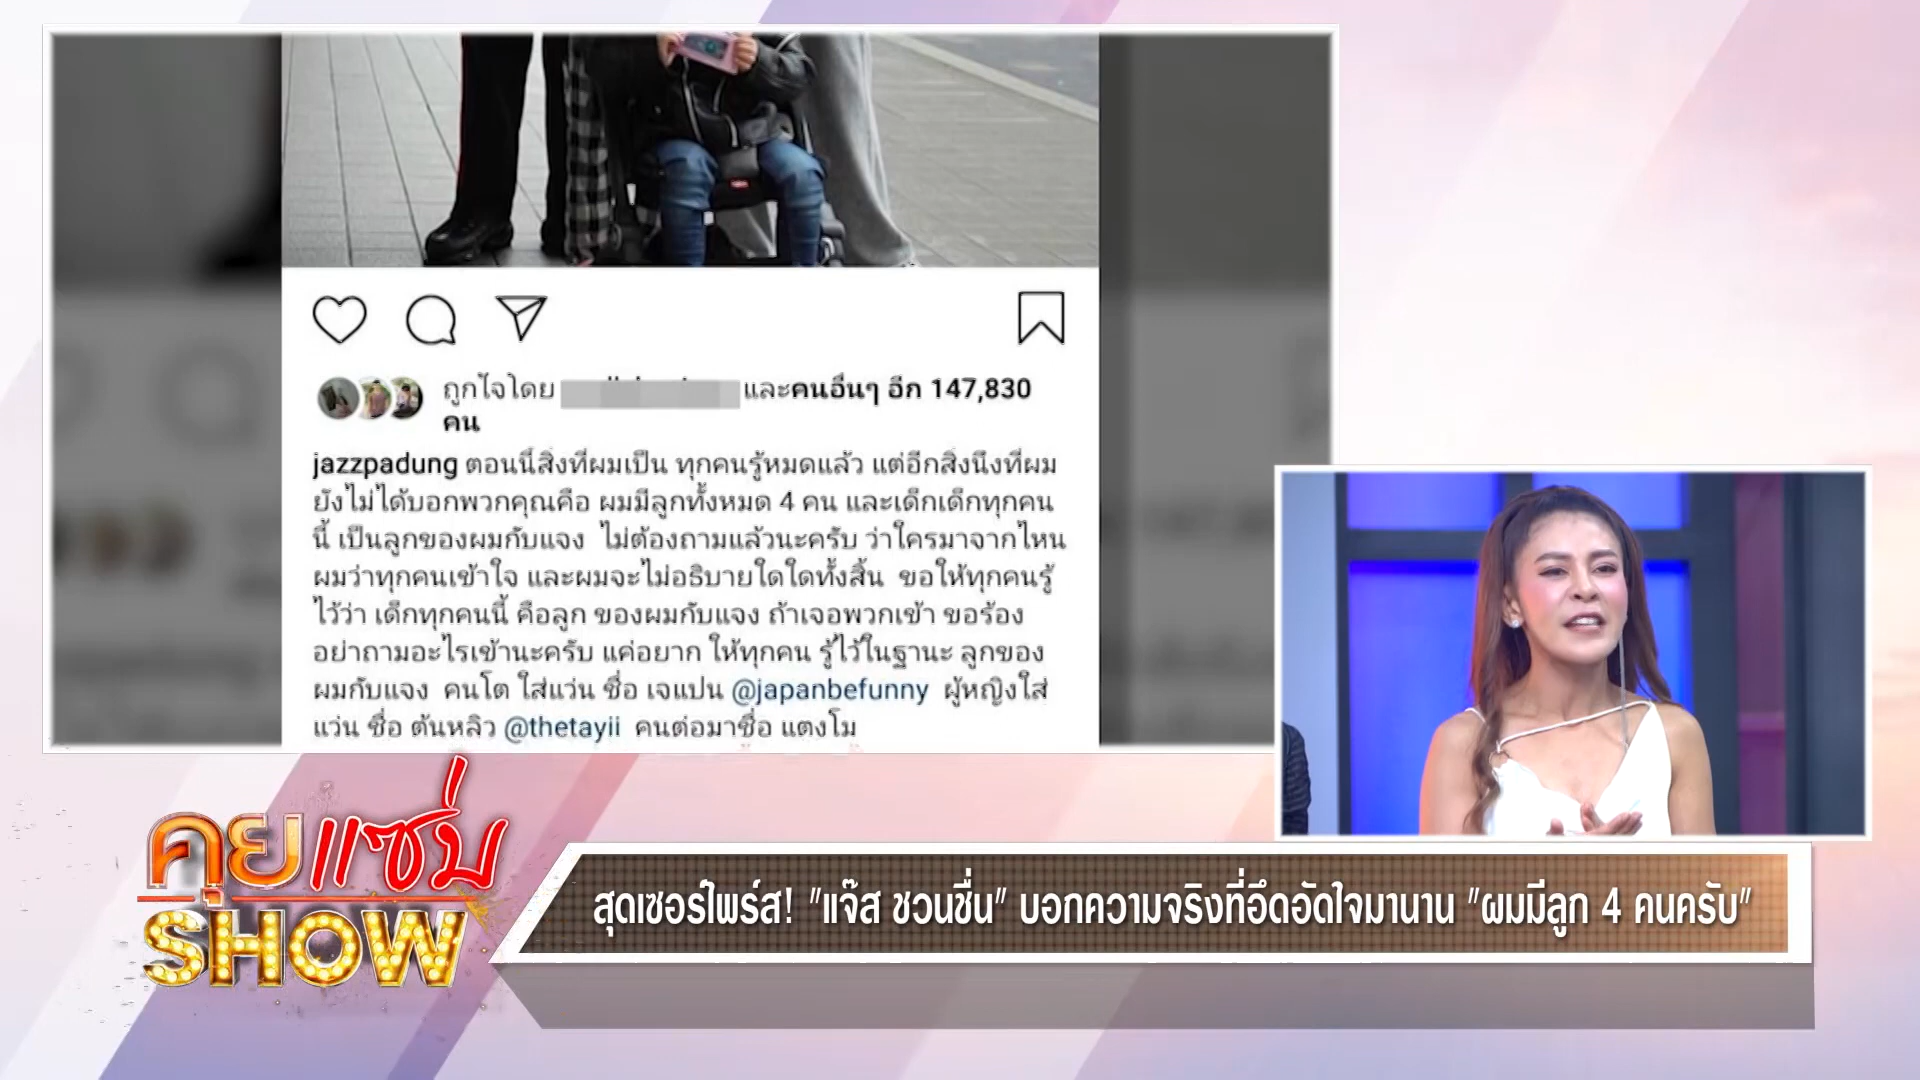 ถูกใจโดย และคนอื่นๆ อีก 147,830
คน
jazzpadung ตอนนี้สิ่งที่ผมเป็น ทุกคนรู้หมดแล้ว แต่อีกสิ่งนึงที่ผม
ยังไม่ได้บอกพวกคุณคือ ผมมีลูกทั้งหมด 4 คน และเด็กเด็กทุกคน
นี้ เป็นลูกของผมกับแจง ไม่ต้องถามแล้วนะครับ ว่าใครมาจากไหน
ผมว่าทุกคนเข้าใจ และผมจะไม่อธิบายใดใดทั้งสิ้น ขอให้ทุกคนรู้
ไว้ว่า เด็กทุกคนนี้ คือลูก ของผมกับแจง ถ้าเจอพวกเข้า ขอร้อง
อย่าถามอะไรเข้านะครับ แค่อยาก ให้ทุกคน รู้ไว้ในฐานะ ลูกของ
ผมกับแจง คนโต ใส่แว่น ชื่อ เจแปน @japanbefunny ผู้หญิงใส่
แว่น ชื่อ ต้นหลิว @thetayii คนต่อมาชื่อ แตงโม
คุยแซ่บ
SHOW
สุดเซอร์ไพร์ส! "แจ๊ส ชวนชื่น" บอกความจริงที่อึดอัดใจมานาน "ผมมีลูก 4 คนครับ"